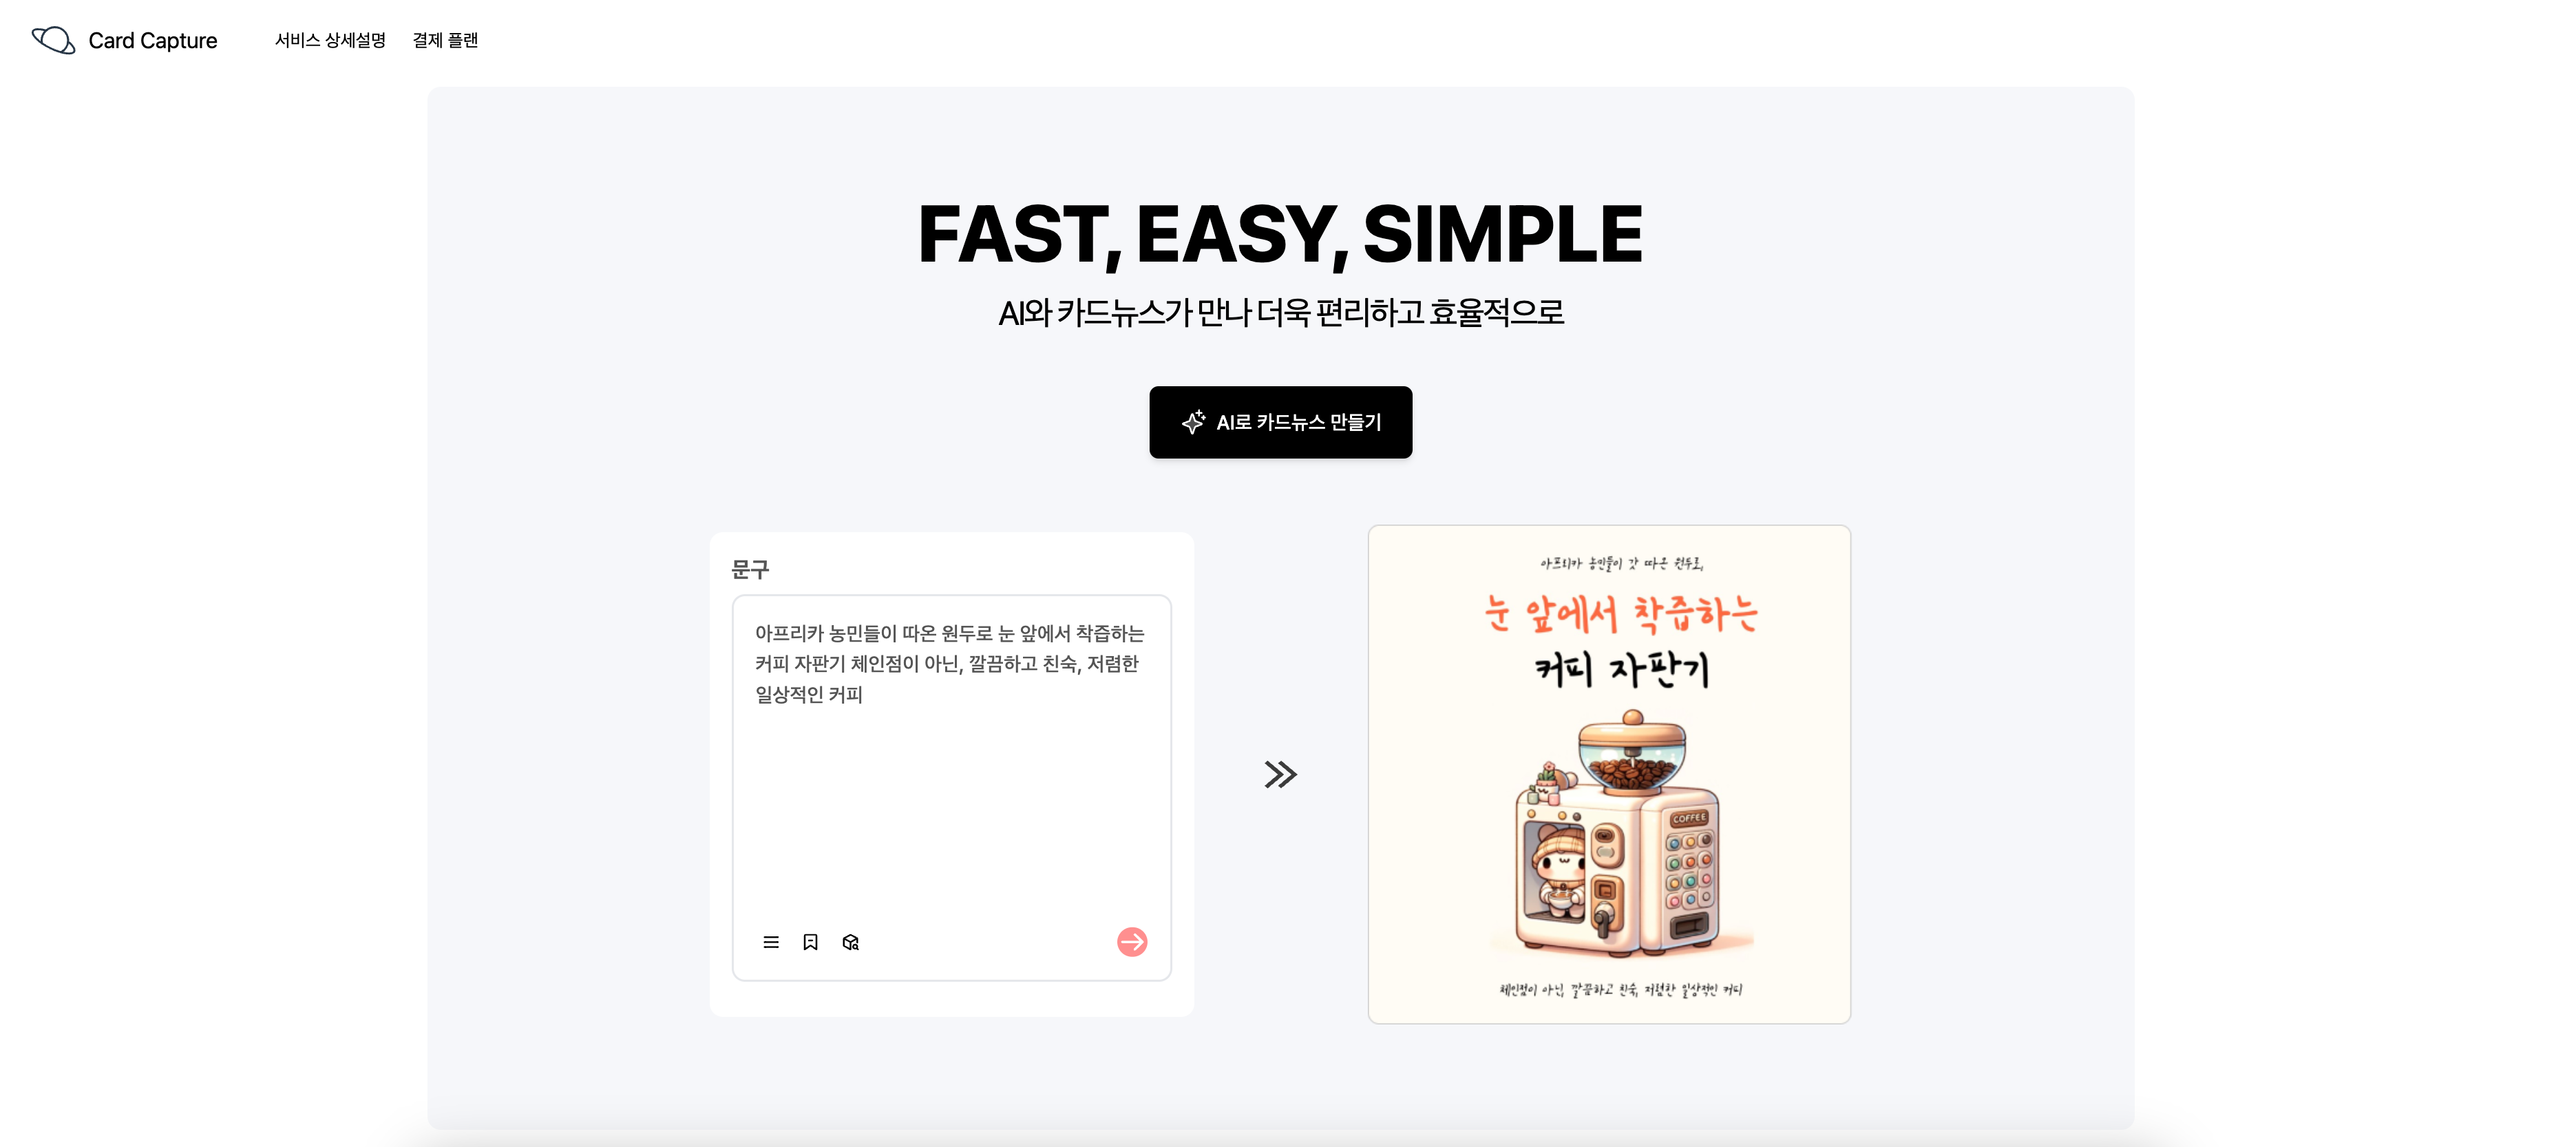 Card Capture
서비스 상세설명
결제 플랜
FAST, EASY, SIMPLE
AI와 카드뉴스가 만나 더욱 편리하고 효율적으로
AI로 카드뉴스 만들기
문구
아프리카 농민들이 따온 원두로 눈 앞에서 착즙하는
커피 자판기 체인점이 아닌, 깔끔하고 친숙, 저렴한
일상적인 커피
아프리카 농민들이 갓 따온 원두로,
눈 앞에서 착즙하는
커피 자판기
COFFEE
체인점이 아닌, 깔끔하고 친숙, 저렴한 일상적인 커피